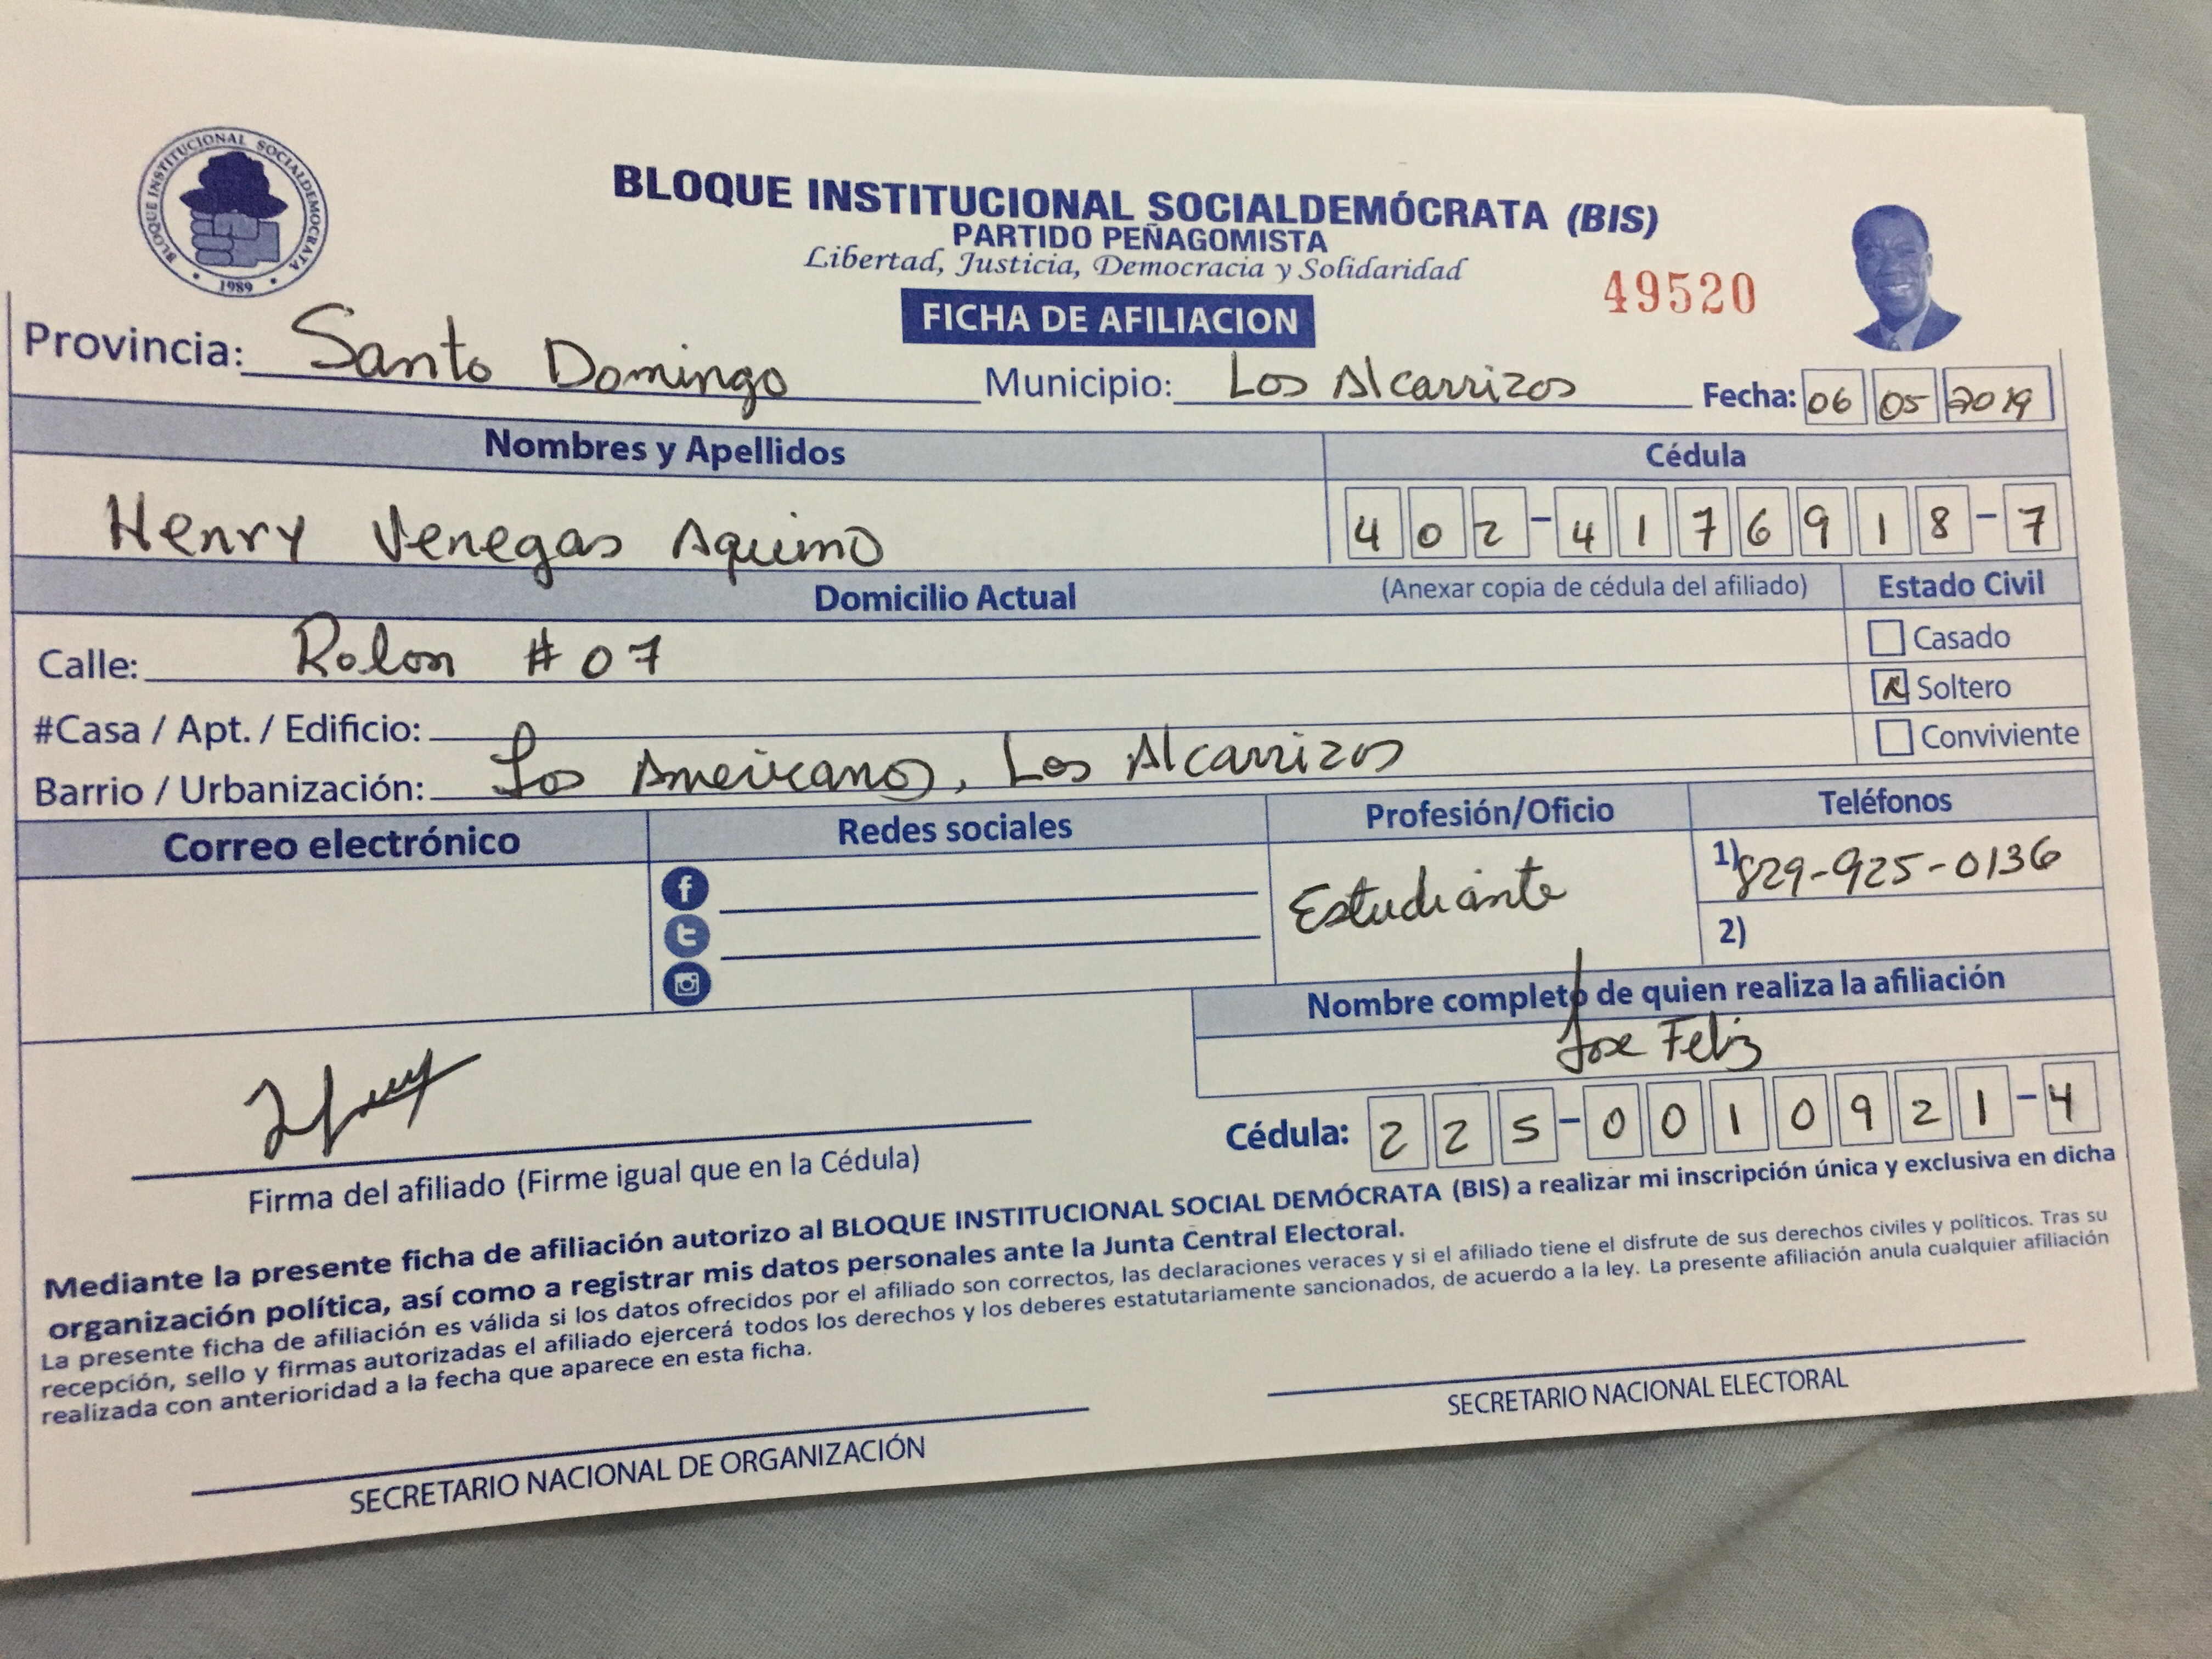 BLOQUE INSTITUCIONAL SOCIALDEMOCRATA
1989
BLOQUE INSTITUCIONAL SOCIALDEMÓCRATA (BIS)
PARTIDO PEÑAGOMISTA
Libertad, Justicia, Democracia y Solidaridad
49520
FICHA DE AFILIACION
Provincia: Santo Domingo Municipio: Los Alcarrizos Fecha: 06 05 2019
Nombres y Apellidos Cédula
Henry Venegas Aquino 402-4176918-7
Domicilio Actual (Anexar copia de cédula del afiliado) Estado Civil
Calle: Rolon #07 Casado
Soltero
#Casa / Apt. / Edificio: Conviviente
Barrio / Urbanización: Los Americanos, Los Alcarrizos
Correo electrónico Redes sociales Profesión/Oficio Teléfonos
Estudiante 1) 829-925-0136
2)
Nombre completo de quien realiza la afiliación
Jose Feliz
Cédula: 225-0010921-4
Firma del afiliado (Firme igual que en la Cédula)
Mediante la presente ficha de afiliación autorizo al BLOQUE INSTITUCIONAL SOCIAL DEMÓCRATA (BIS) a realizar mi inscripción única y exclusiva en dicha
organización política, así como a registrar mis datos personales ante la Junta Central Electoral.
La presente ficha de afiliación es válida si los datos ofrecidos por el afiliado son correctos, las declaraciones veraces y si el afiliado tiene el disfrute de sus derechos civiles y políticos. Tras su
recepción, sello y firmas autorizadas el afiliado ejercerá todos los derechos y los deberes estatutariamente sancionados, de acuerdo a la ley. La presente afiliación anula cualquier afiliación
realizada con anterioridad a la fecha que aparece en esta ficha.
SECRETARIO NACIONAL DE ORGANIZACIÓN SECRETARIO NACIONAL ELECTORAL